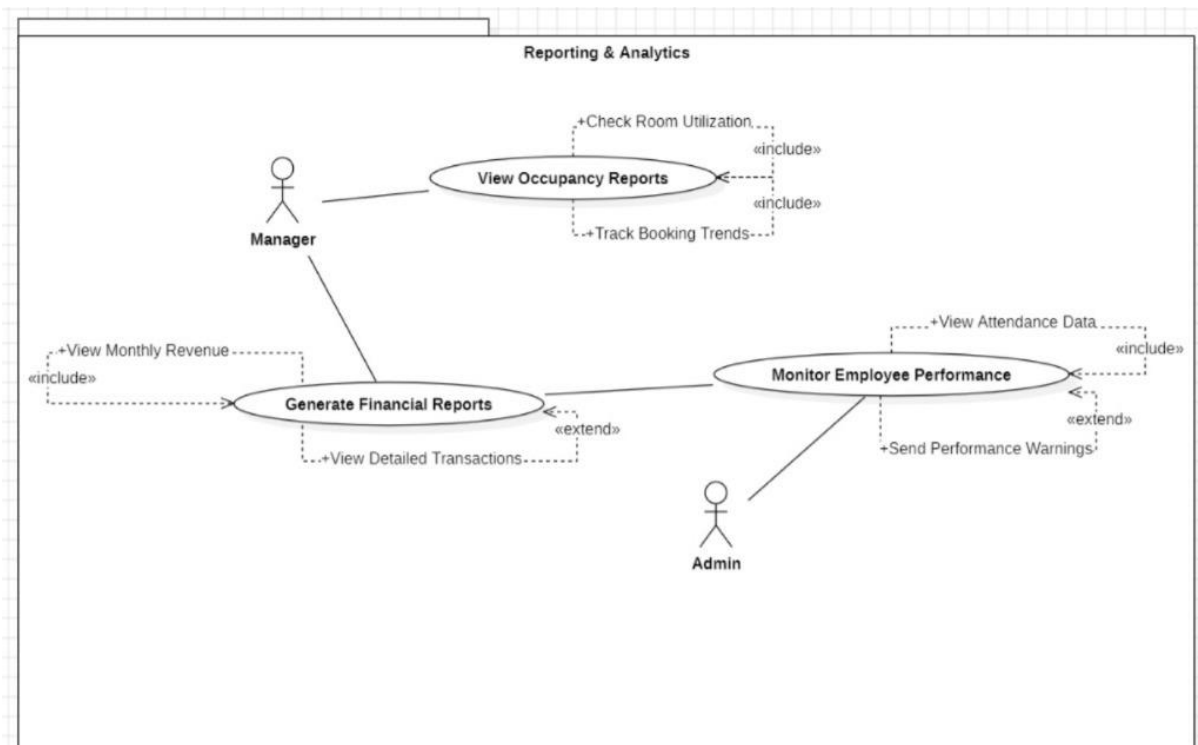 Reporting & Analytics
+Check Room Utilization
«include»
View Occupancy Reports
«include»
+Track Booking Trends
Manager
+View Monthly Revenue
«include»
Generate Financial Reports
«extend»
+View Detailed Transactions
+View Attendance Data
«include»
Monitor Employee Performance
«extend»
+Send Performance Warnings
Admin